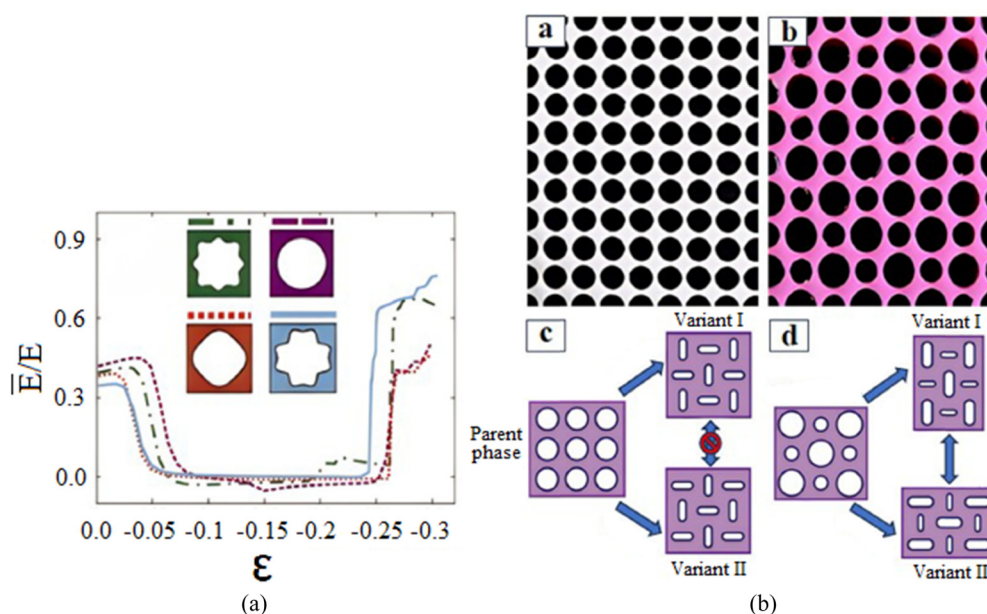 a
b
0.9
0.6
0.3
0.0
E̅/E
0.0 -0.05 -0.1 -0.15 -0.2 -0.25 -0.3
ε
(a)
c
Variant I
Parent
phase
Variant II
d
Variant I
Variant II
(b)